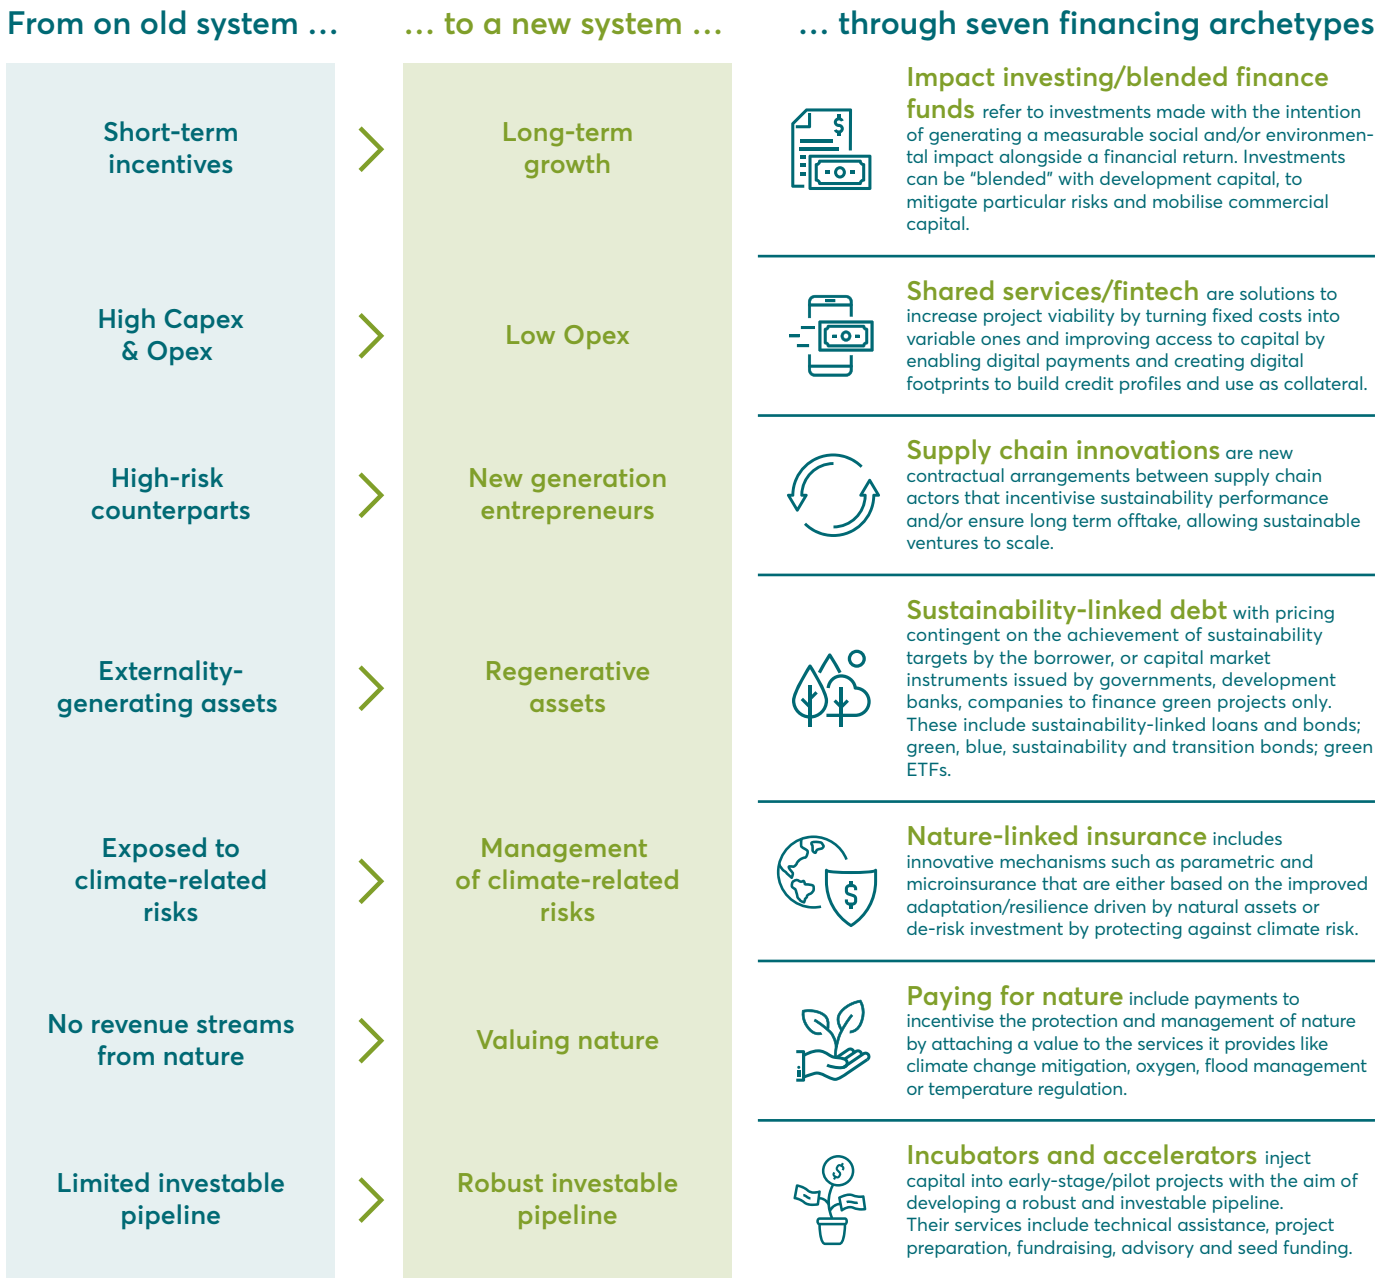 From on old system ...
... to a new system ...
... through seven financing archetypes
Short-term
incentives
Long-term
growth
Impact investing/blended finance
funds refer to investments made with the intention
of generating a measurable social and/or environmen-
tal impact alongside a financial return. Investments
can be “blended” with development capital, to
mitigate particular risks and mobilise commercial
capital.
High Capex
& Opex
Low Opex
Shared services/fintech are solutions to
increase project viability by turning fixed costs into
variable ones and improving access to capital by
enabling digital payments and creating digital
footprints to build credit profiles and use as collateral.
High-risk
counterparts
New generation
entrepreneurs
Supply chain innovations are new
contractual arrangements between supply chain
actors that incentivise sustainability performance
and/or ensure long term offtake, allowing sustainable
ventures to scale.
Externality-
generating assets
Regenerative
assets
Sustainability-linked debt with pricing
contingent on the achievement of sustainability
targets by the borrower, or capital market
instruments issued by governments, development
banks, companies to finance green projects only.
These include sustainability-linked loans and bonds;
green, blue, sustainability and transition bonds; green
ETFs.
Exposed to
climate-related
risks
Management
of climate-related
risks
Nature-linked insurance includes
innovative mechanisms such as parametric and
microinsurance that are either based on the improved
adaptation/resilience driven by natural assets or
de-risk investment by protecting against climate risk.
No revenue streams
from nature
Valuing nature
Paying for nature include payments to
incentivise the protection and management of nature
by attaching a value to the services it provides like
climate change mitigation, oxygen, flood management
or temperature regulation.
Limited investable
pipeline
Robust investable
pipeline
Incubators and accelerators inject
capital into early-stage/pilot projects with the aim of
developing a robust and investable pipeline.
Their services include technical assistance, project
preparation, fundraising, advisory and seed funding.